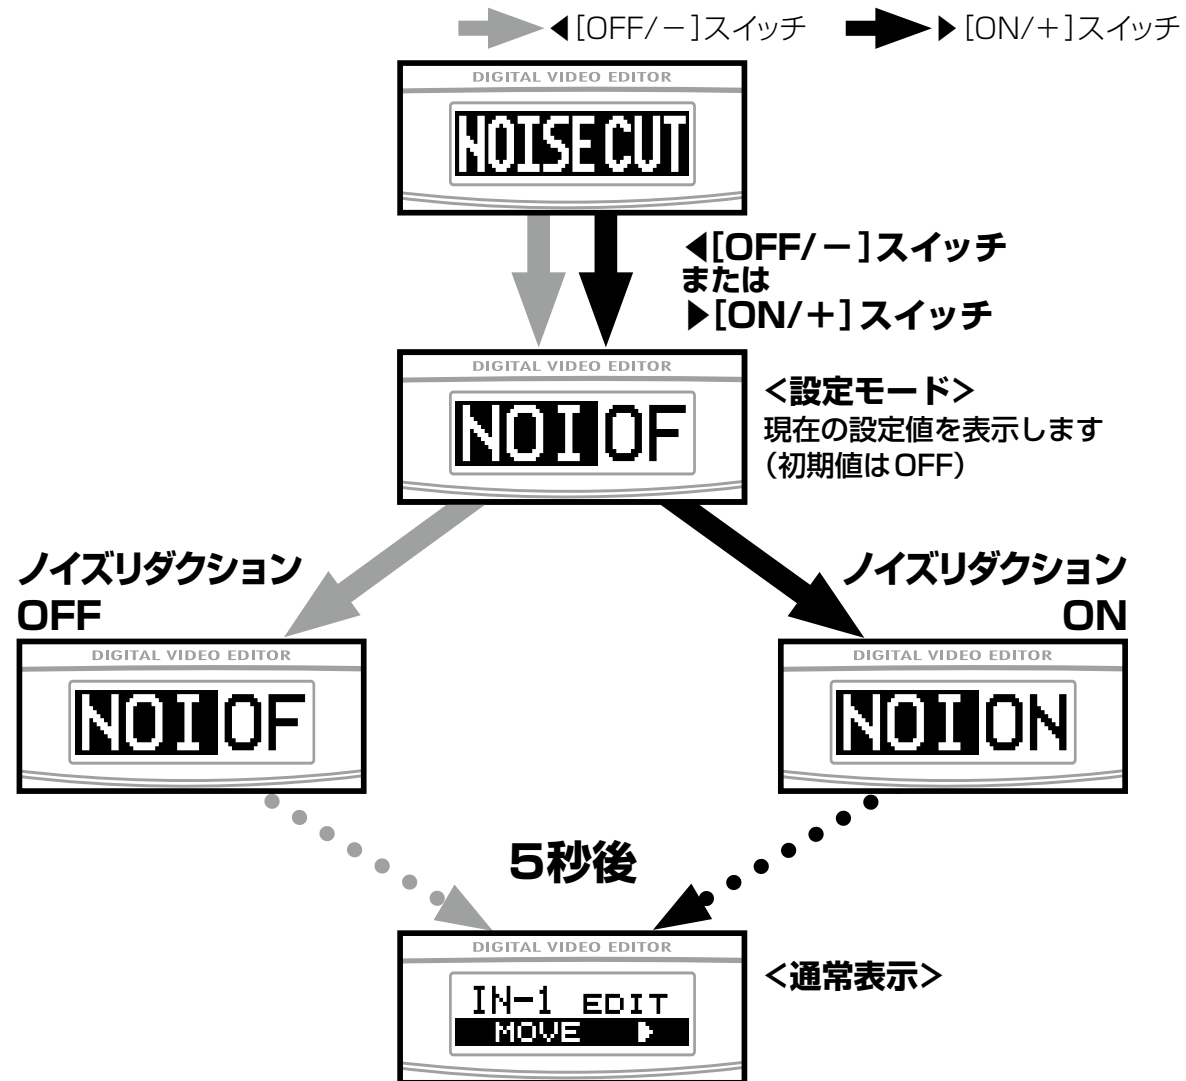 ◀[OFF/－]スイッチ ▶[ON/＋]スイッチ
DIGITAL VIDEO EDITOR
NOISE CUT
◀[OFF/－]スイッチ
または
▶[ON/＋]スイッチ
DIGITAL VIDEO EDITOR
NOI OF
＜設定モード＞
現在の設定値を表示します
（初期値はOFF）
ノイズリダクション
OFF
ノイズリダクション
ON
DIGITAL VIDEO EDITOR
NOI OF
DIGITAL VIDEO EDITOR
NOI ON
5秒後
DIGITAL VIDEO EDITOR
IN-1 EDIT
MOVE ▶
＜通常表示＞